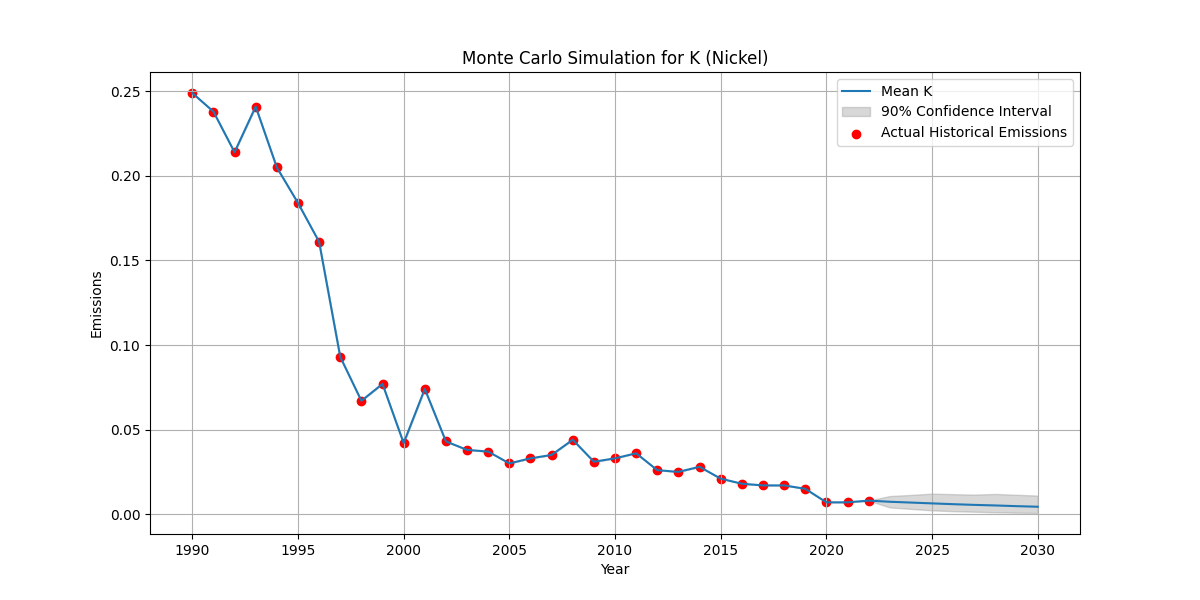 Monte Carlo Simulation for K (Nickel)
Mean K
90% Confidence Interval
Actual Historical Emissions
0.25
0.20
0.15
0.10
0.05
0.00
Emissions
1990 1995 2000 2005 2010 2015 2020 2025 2030
Year